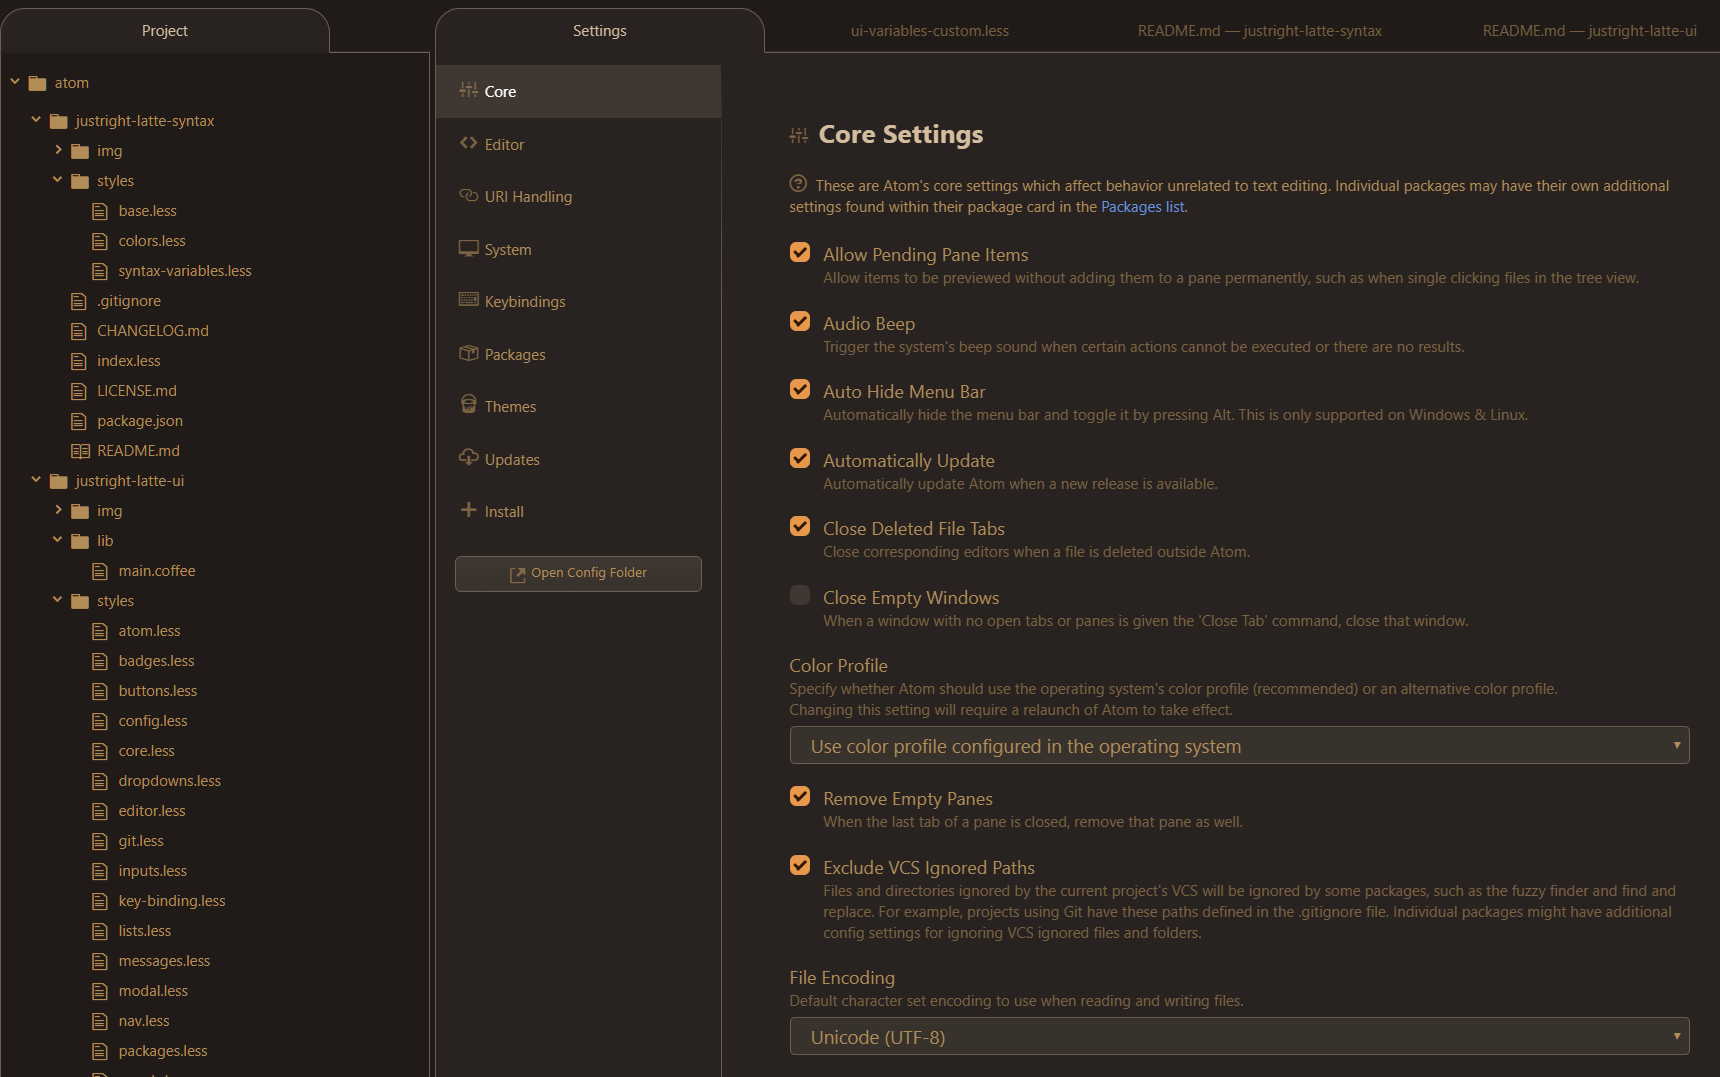 Project
atom
justright-latte-syntax
img
styles
base.less
colors.less
syntax-variables.less
.gitignore
CHANGELOG.md
index.less
LICENSE.md
package.json
README.md
justright-latte-ui
img
lib
main.coffee
styles
atom.less
badges.less
buttons.less
config.less
core.less
dropdowns.less
editor.less
git.less
inputs.less
key-binding.less
lists.less
messages.less
modal.less
nav.less
packages.less
Settings
ui-variables-custom.less
README.md — justright-latte-syntax
README.md — justright-latte-ui
Core
Editor
URI Handling
System
Keybindings
Packages
Themes
Updates
Install
Open Config Folder
Core Settings
These are Atom's core settings which affect behavior unrelated to text editing. Individual packages may have their own additional
settings found within their package card in the Packages list.
Allow Pending Pane Items
Allow items to be previewed without adding them to a pane permanently, such as when single clicking files in the tree view.
Audio Beep
Trigger the system's beep sound when certain actions cannot be executed or there are no results.
Auto Hide Menu Bar
Automatically hide the menu bar and toggle it by pressing Alt. This is only supported on Windows & Linux.
Automatically Update
Automatically update Atom when a new release is available.
Close Deleted File Tabs
Close corresponding editors when a file is deleted outside Atom.
Close Empty Windows
When a window with no open tabs or panes is given the 'Close Tab' command, close that window.
Color Profile
Specify whether Atom should use the operating system's color profile (recommended) or an alternative color profile.
Changing this setting will require a relaunch of Atom to take effect.
Use color profile configured in the operating system
Remove Empty Panes
When the last tab of a pane is closed, remove that pane as well.
Exclude VCS Ignored Paths
Files and directories ignored by the current project's VCS will be ignored by some packages, such as the fuzzy finder and find and
replace. For example, projects using Git have these paths defined in the .gitignore file. Individual packages might have additional
config settings for ignoring VCS ignored files and folders.
File Encoding
Default character set encoding to use when reading and writing files.
Unicode (UTF-8)